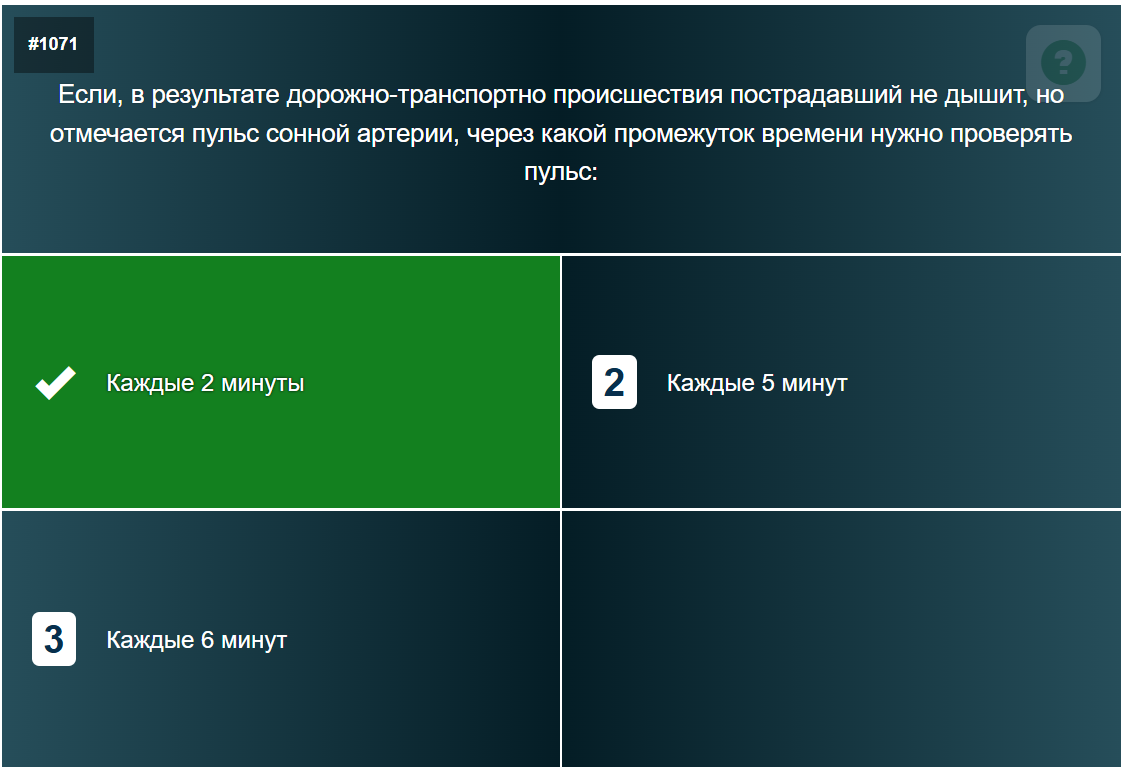 #1071
Если, в результате дорожно-транспортно происшествия пострадавший не дышит, но
отмечается пульс сонной артерии, через какой промежуток времени нужно проверять
пульс:
Каждые 2 минуты
2 Каждые 5 минут
3 Каждые 6 минут